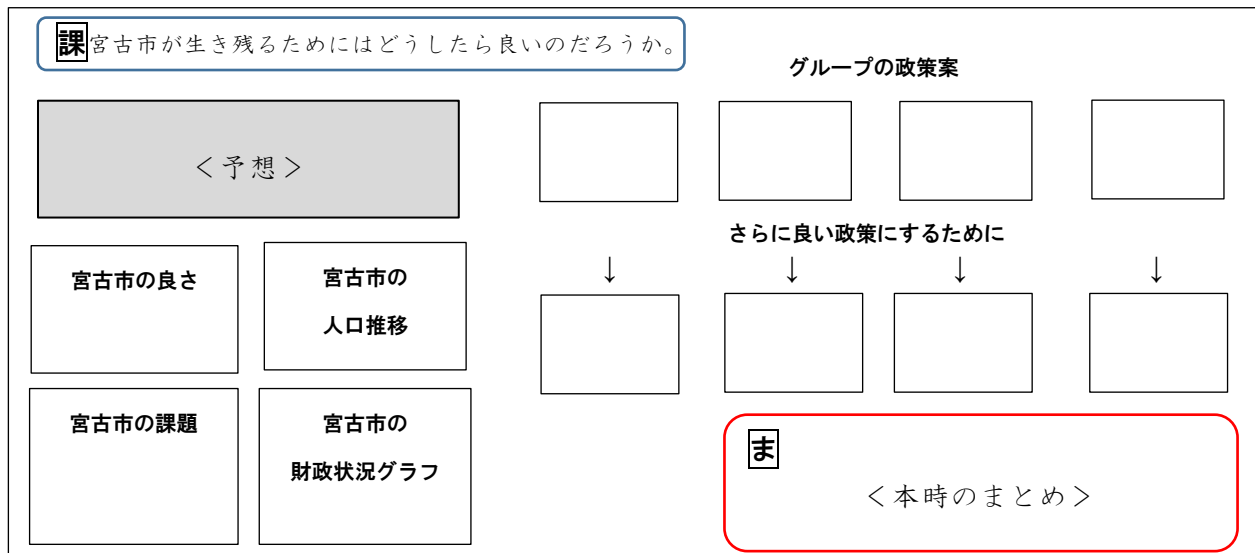 課宮古市が生き残るためにはどうしたら良いのだろうか。
＜予想＞
宮古市の良さ
宮古市の
人口推移
宮古市の課題
宮古市の
財政状況グラフ
グループの政策案
さらに良い政策にするために
↓ ↓ ↓ ↓
ま
＜本時のまとめ＞